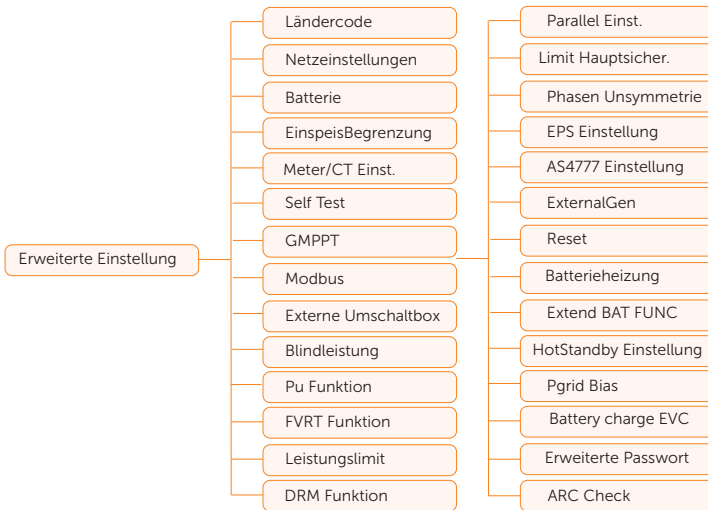 Erweiterte Einstellung
Ländercode
Netzeinstellungen
Batterie
EinspeisBegrenzung
Meter/CT Einst.
Self Test
GMPPT
Modbus
Externe Umschaltbox
Blindleistung
Pu Funktion
FVRT Funktion
Leistungslimit
DRM Funktion
Parallel Einst.
Limit Hauptsicher.
Phasen Unsymmetrie
EPS Einstellung
AS4777 Einstellung
ExternalGen
Reset
Batterieheizung
Extend BAT FUNC
HotStandby Einstellung
Pgrid Bias
Battery charge EVC
Erweiterte Passwort
ARC Check